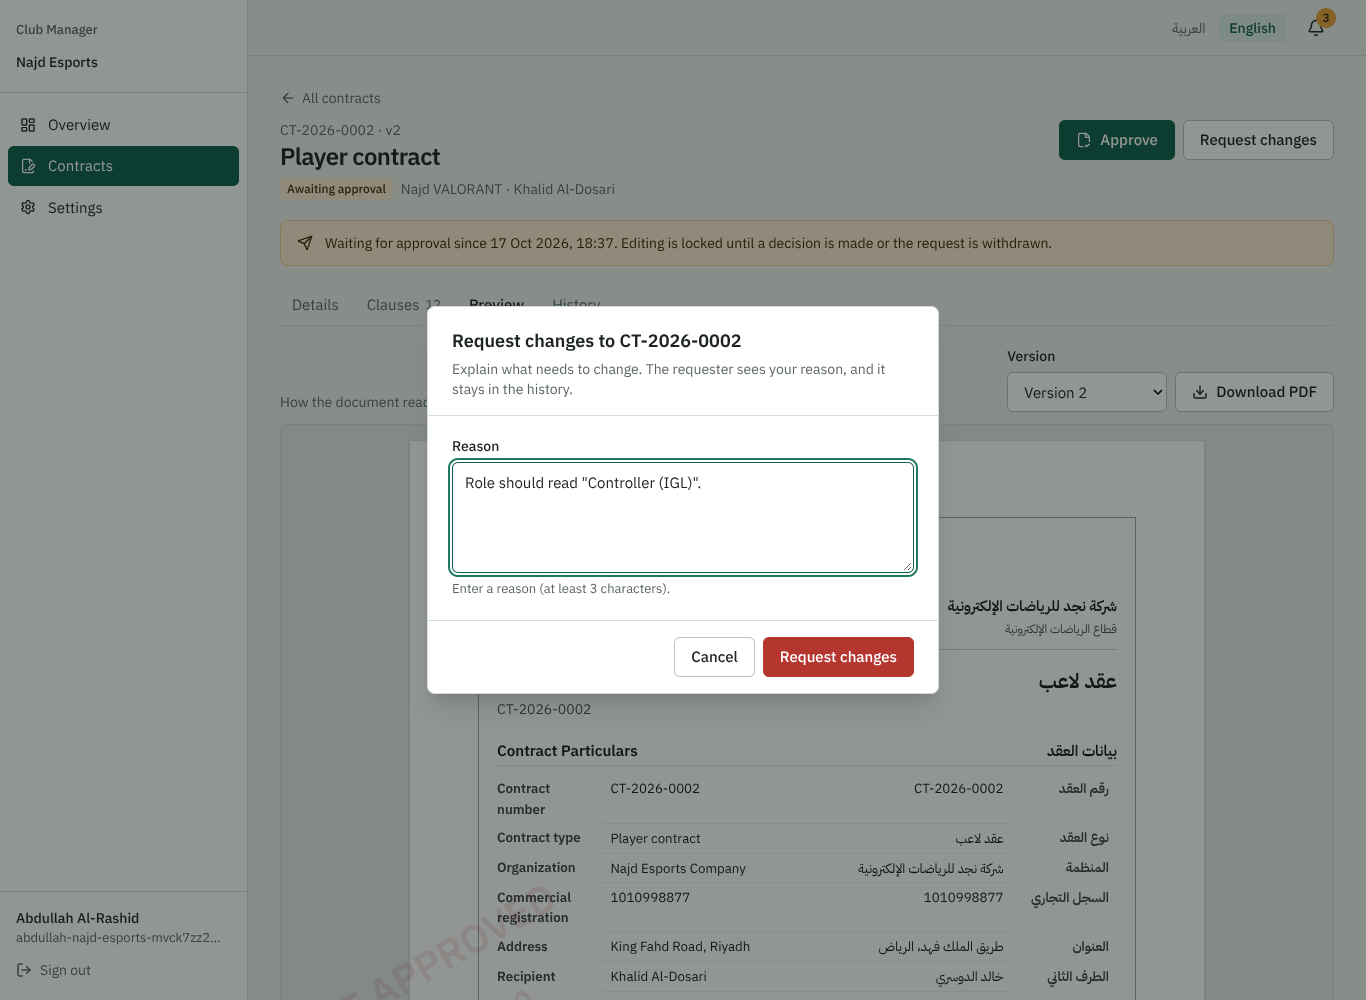 Club Manager
Najd Esports
Overview
Contracts
Settings
Abdullah Al-Rashid
abdullah-najd-esports-mvck7zz2...
Sign out
العربية
English
3
All contracts
CT-2026-0002 · v2
Player contract
Awaiting approval
Najd VALORANT · Khalid Al-Dosari
Approve
Request changes
Waiting for approval since 17 Oct 2026, 18:37. Editing is locked until a decision is made or the request is withdrawn.
Details
Clauses 12
Preview
History
Version
How the document
Version 2
Download PDF
Request changes to CT-2026-0002
Explain what needs to change. The requester sees your reason, and it
stays in the history.
Reason
Role should read "Controller (IGL)".
Enter a reason (at least 3 characters).
Cancel
Request changes
شركة نجد للرياضات الإلكترونية
قطاع الرياضات الإلكترونية
عقد لاعب
CT-2026-0002
Contract Particulars
بيانات العقد
Contract
number
CT-2026-0002
CT-2026-0002
رقم العقد
Contract type
Player contract
عقد لاعب
نوع العقد
Organization
Najd Esports Company
شركة نجد للرياضات الإلكترونية
المنظمة
Commercial
registration
1010998877
1010998877
السجل التجاري
Address
King Fahd Road, Riyadh
طريق الملك فهد، الرياض
العنوان
Recipient
Khalid Al-Dosari
خالد الدوسري
الطرف الثاني
APPROVED